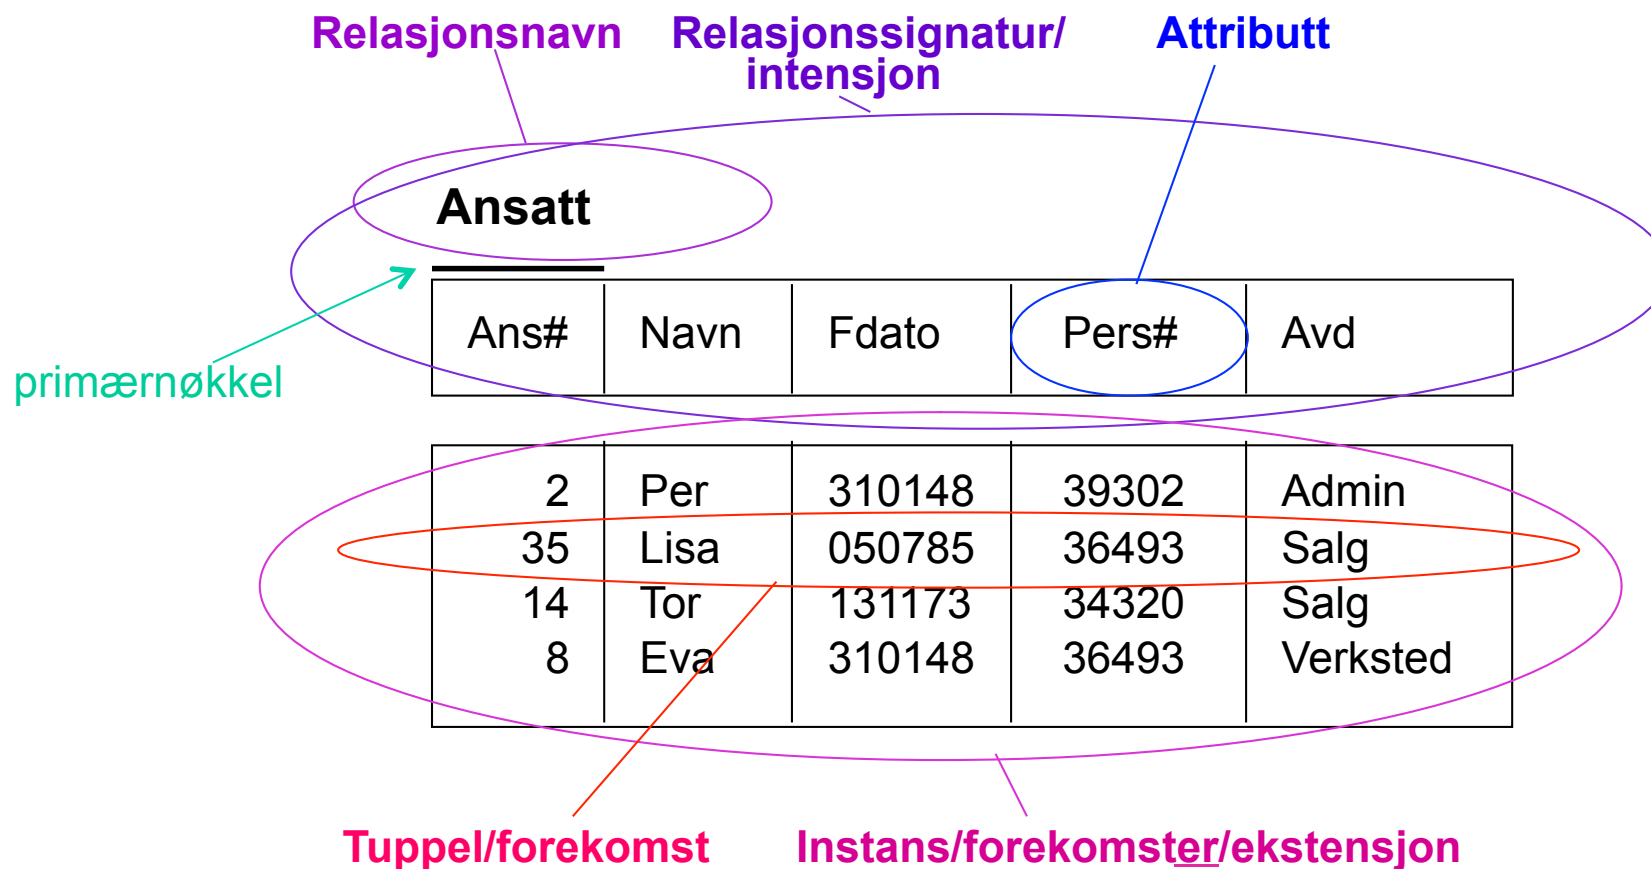 Relasjonsnavn Relasjonssignatur/ Attributt
intensjon
Ansatt
Ans# Navn Fdato Pers# Avd
primærnøkkel
2 Per 310148 39302 Admin
35 Lisa 050785 36493 Salg
14 Tor 131173 34320 Salg
8 Eva 310148 36493 Verksted
Tuppel/forekomst Instans/forekomster/ekstensjon